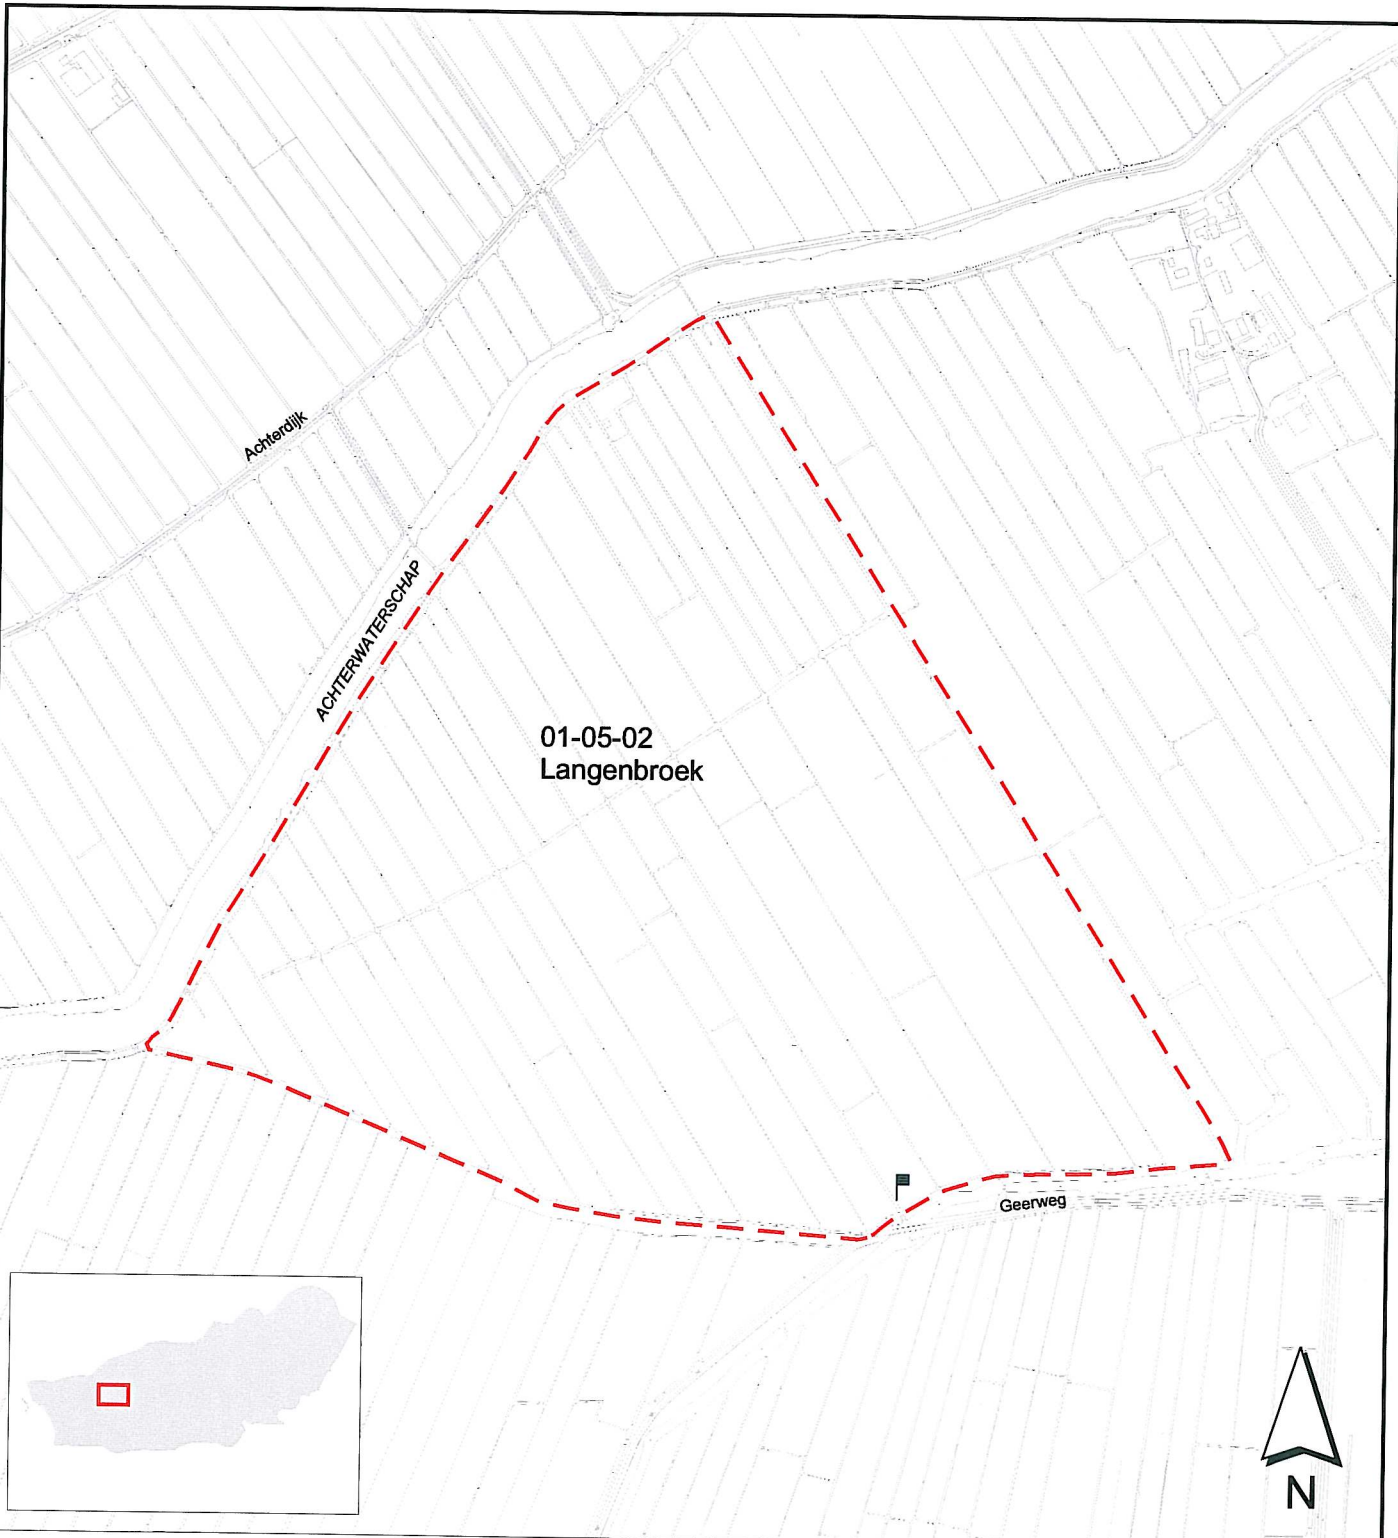 Achterdijk
ACHTERWATERSCHAP
01-05-02
Langenbroek
Geerweg
N